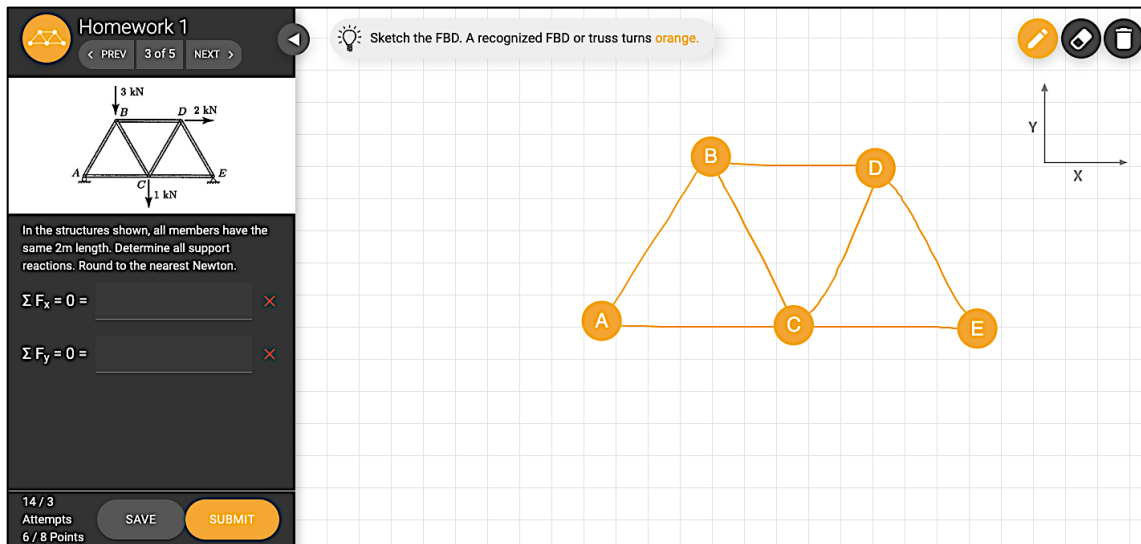 Homework 1
< PREV 3 of 5 NEXT >
Sketch the FBD. A recognized FBD or truss turns orange.
3 kN
B D 2 kN
A E
C
1 kN
In the structures shown, all members have the
same 2m length. Determine all support
reactions. Round to the nearest Newton.
Σ Fx = 0 =
Σ Fy = 0 =
14 / 3
Attempts
6 / 8 Points
SAVE SUBMIT
B
D
A
C
E
Y
X